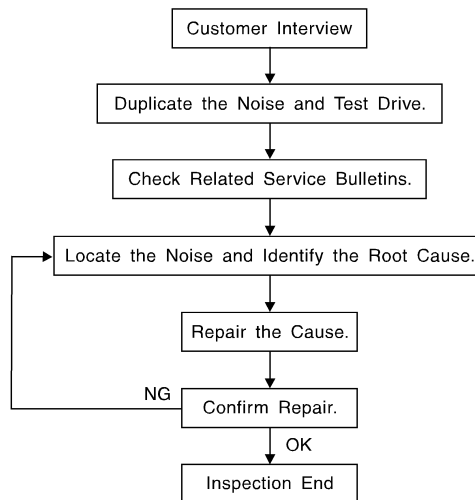 Customer Interview
Duplicate the Noise and Test Drive.
Check Related Service Bulletins.
Locate the Noise and Identify the Root Cause.
Repair the Cause.
NG
Confirm Repair.
OK
Inspection End